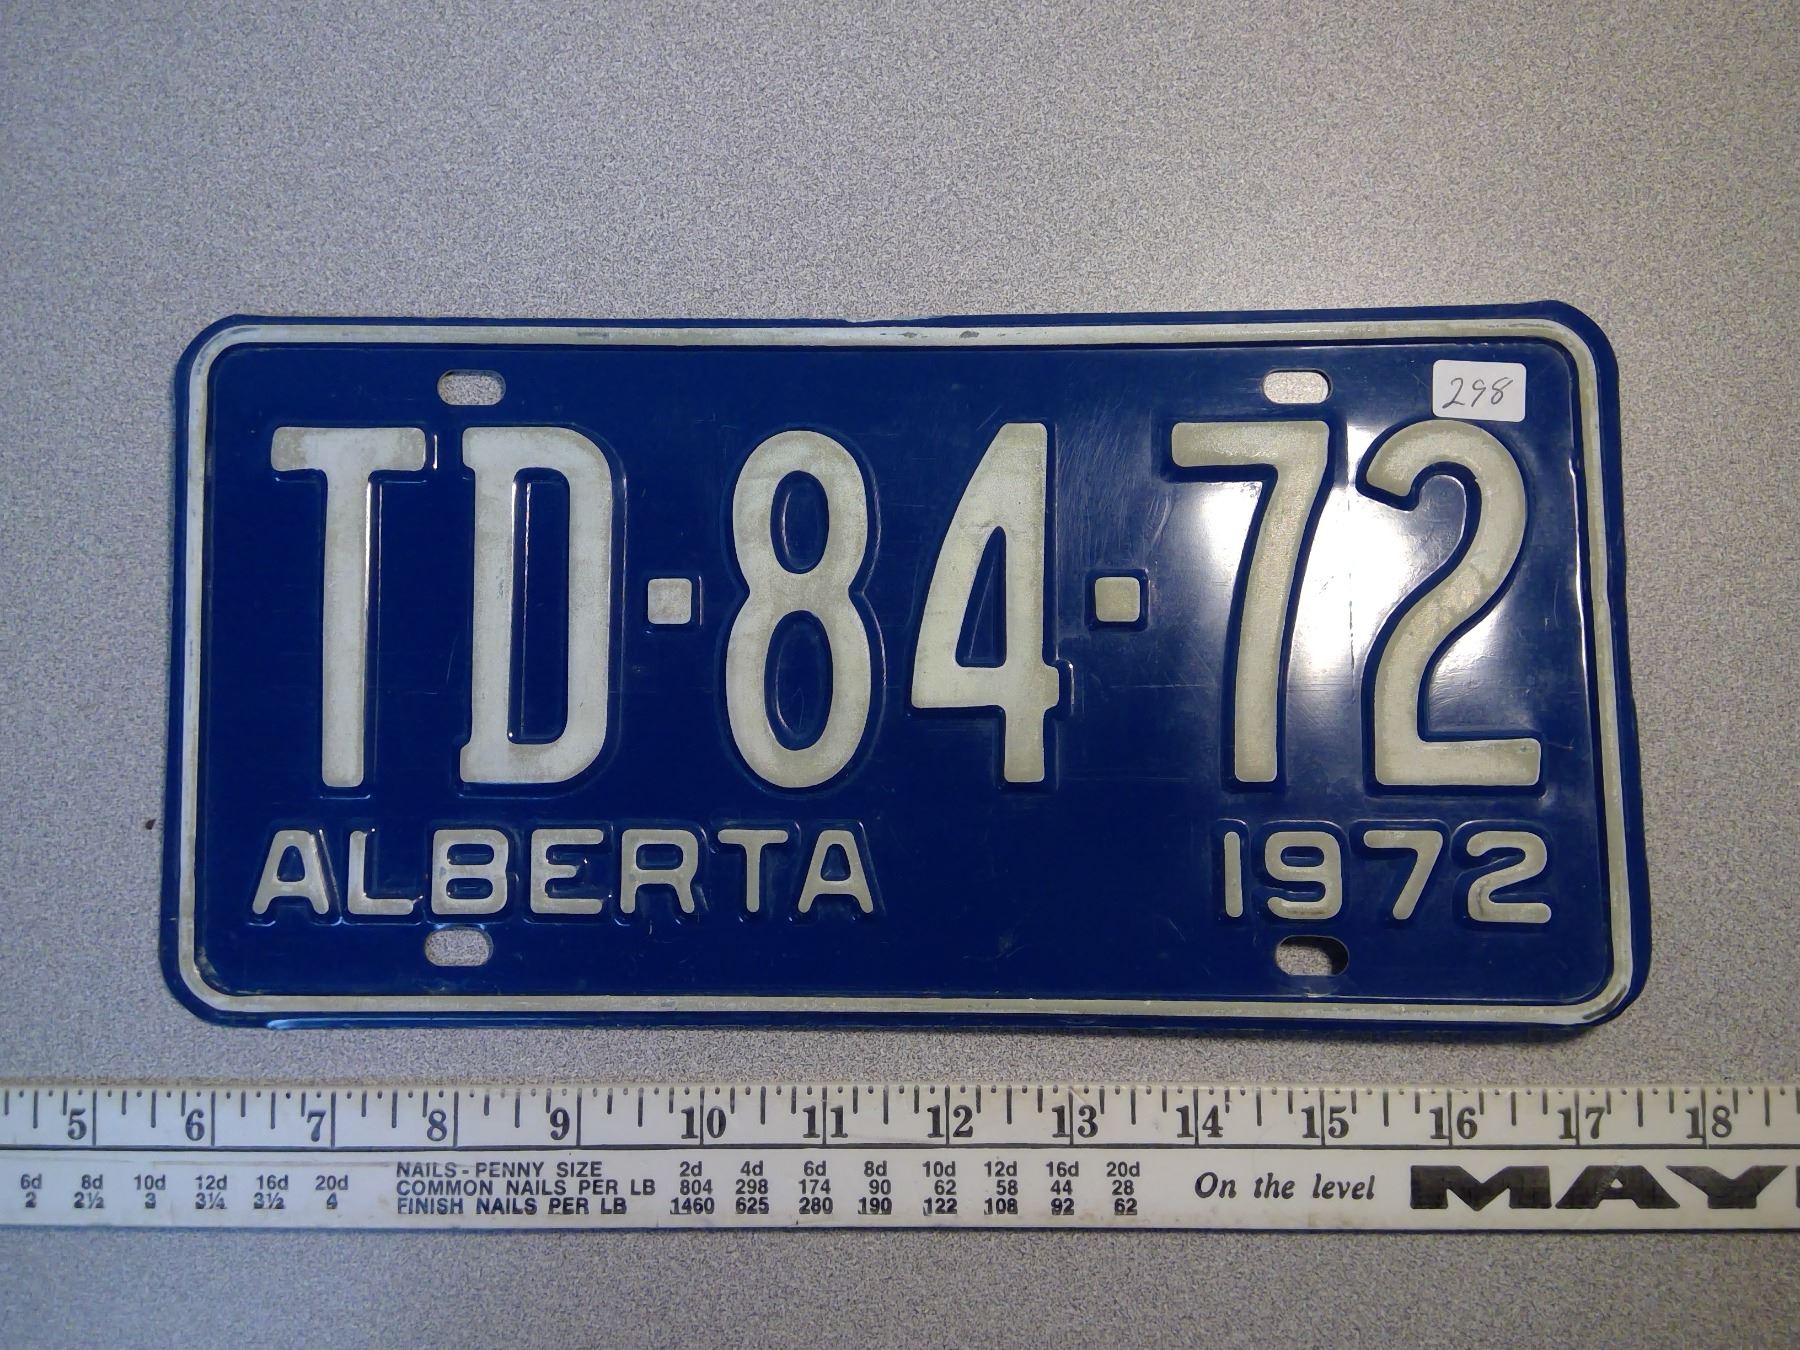 298
TD-84-72
ALBERTA 1972
5 6 7 8 9 10 11 12 13 14 15 16 17 18
6d 8d 10d 12d 16d 20d NAILS - PENNY SIZE 2d 4d 6d 8d 10d 12d 16d 20d
2 2½ 3 3¼ 3½ 4 COMMON NAILS PER LB 804 298 174 90 62 58 44 28 On the level MAY
FINISH NAILS PER LB 1460 625 280 190 122 108 92 62